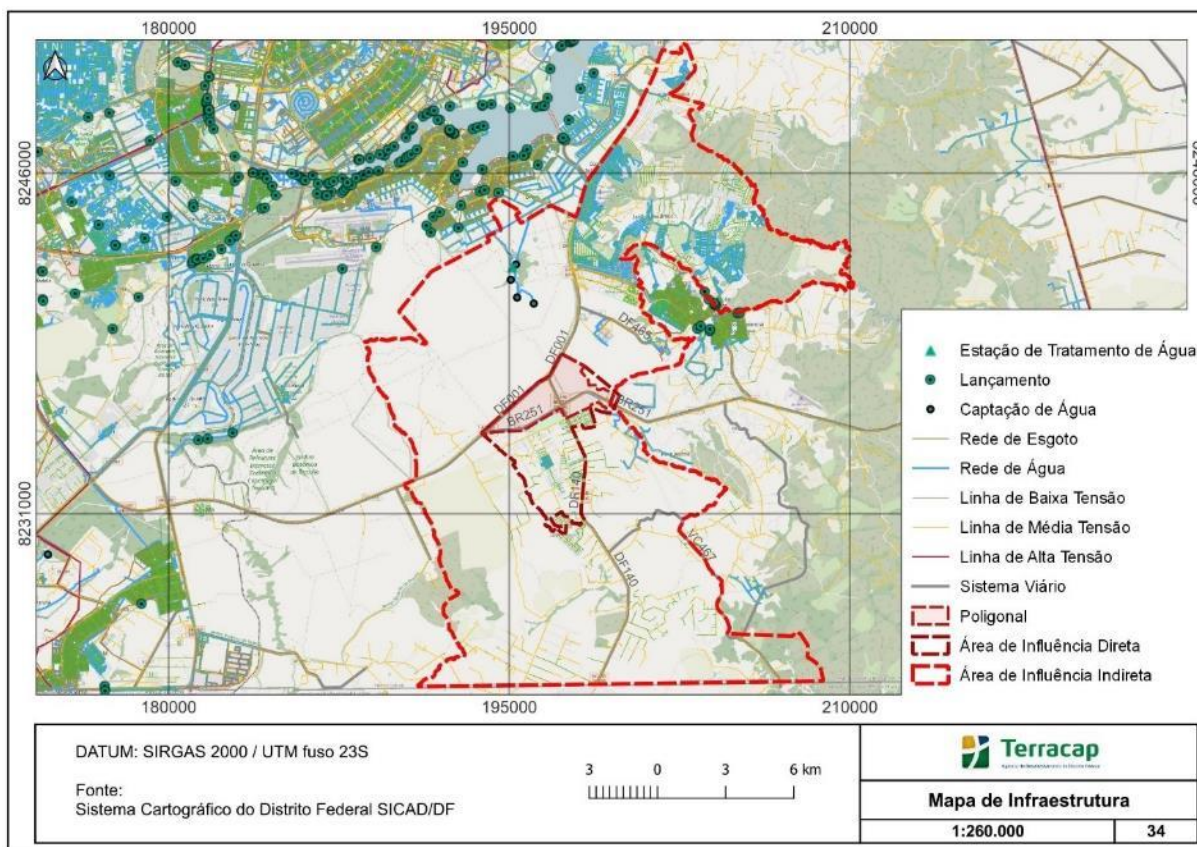 180000
195000
210000
N
8246000
8246000
DF001
DF465
DF001
BR251
BR251
DF140
8231000
VC467
DF140
180000
195000
210000
Estação de Tratamento de Água
Lançamento
Captação de Água
Rede de Esgoto
Rede de Água
Linha de Baixa Tensão
Linha de Média Tensão
Linha de Alta Tensão
Sistema Viário
Poligonal
Área de Influência Direta
Área de Influência Indireta
DATUM: SIRGAS 2000 / UTM fuso 23S
Fonte:
Sistema Cartográfico do Distrito Federal SICAD/DF
3 0 3 6 km
Terracap
Mapa de Infraestrutura
1:260.000 34